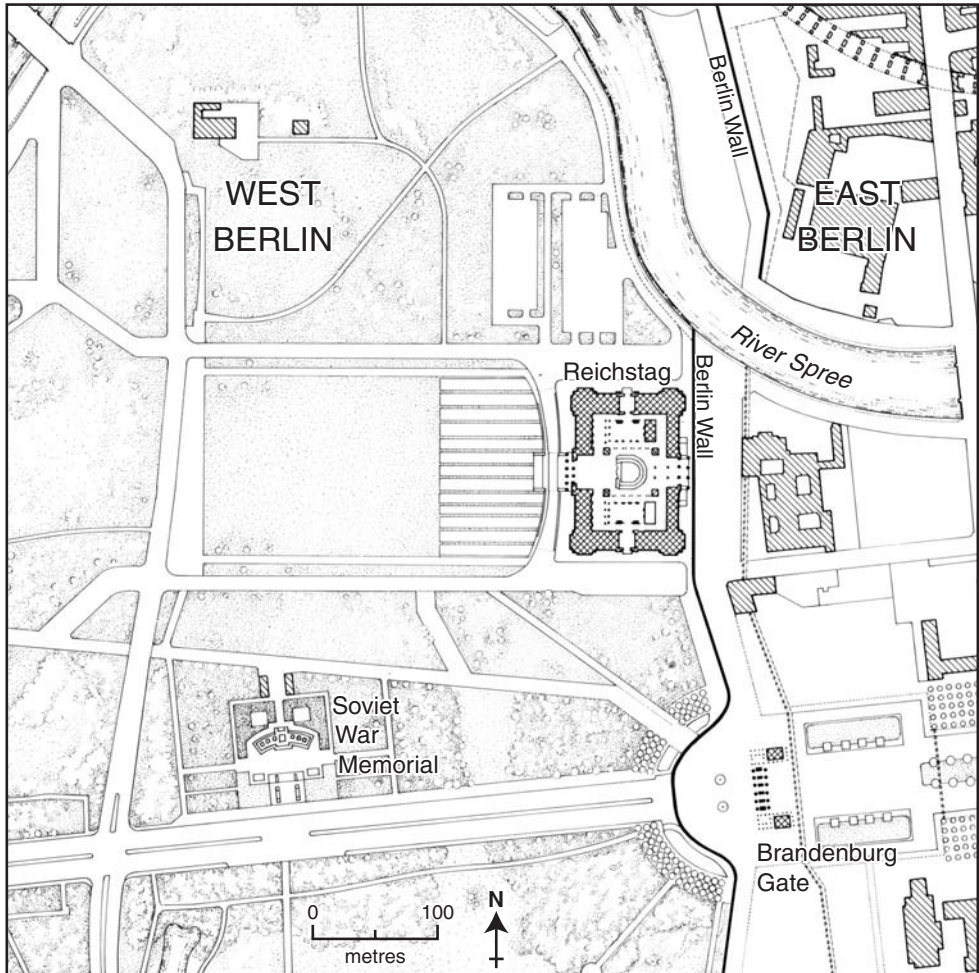 Berlin Wall
WEST
BERLIN
EAST
BERLIN
River Spree
Reichstag
Berlin Wall
Soviet
War
Memorial
Brandenburg
Gate
0 100
metres
N